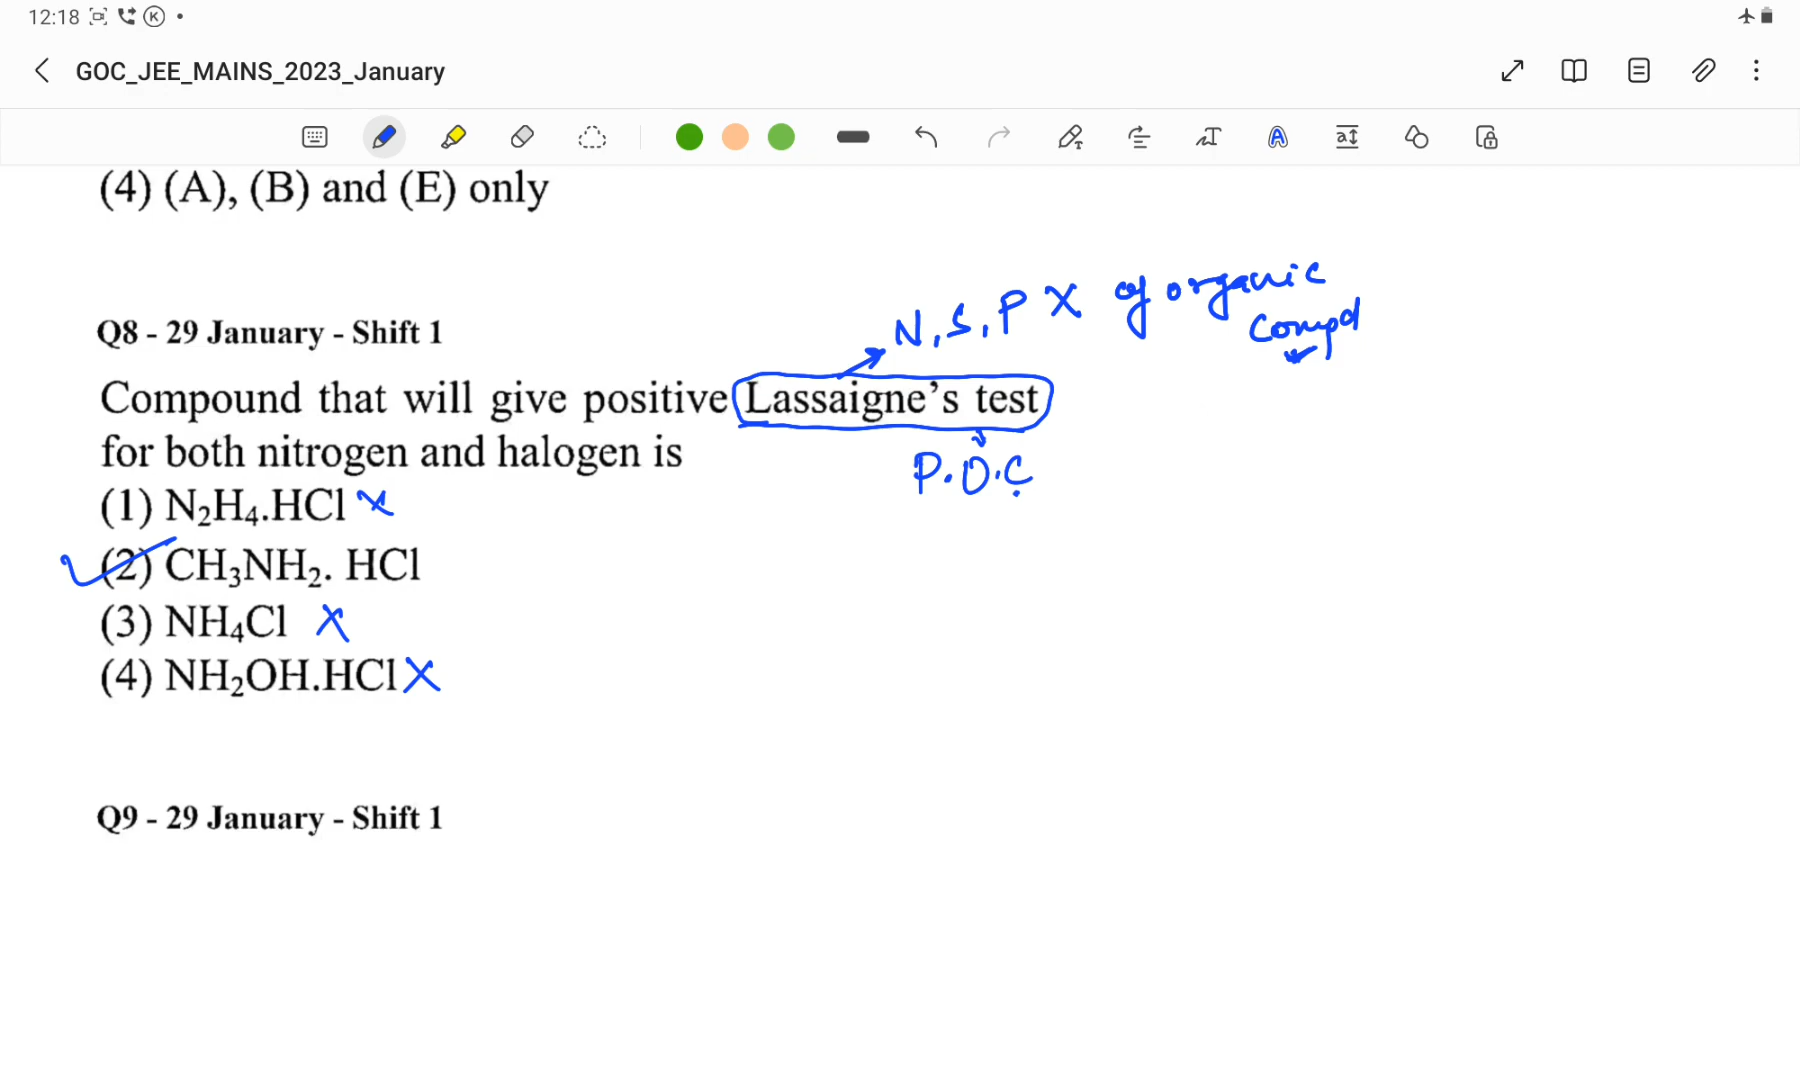 12:18
GOC_JEE_MAINS_2023_January
(4) (A), (B) and (E) only
N, S, P X of organic
compd
Q8 - 29 January - Shift 1
Compound that will give positive Lassaigne's test
for both nitrogen and halogen is
P.O.C
(1) N₂H₄.HCl x
(2) CH₃NH₂. HCl
(3) NH₄Cl X
(4) NH₂OH.HCl X
Q9 - 29 January - Shift 1